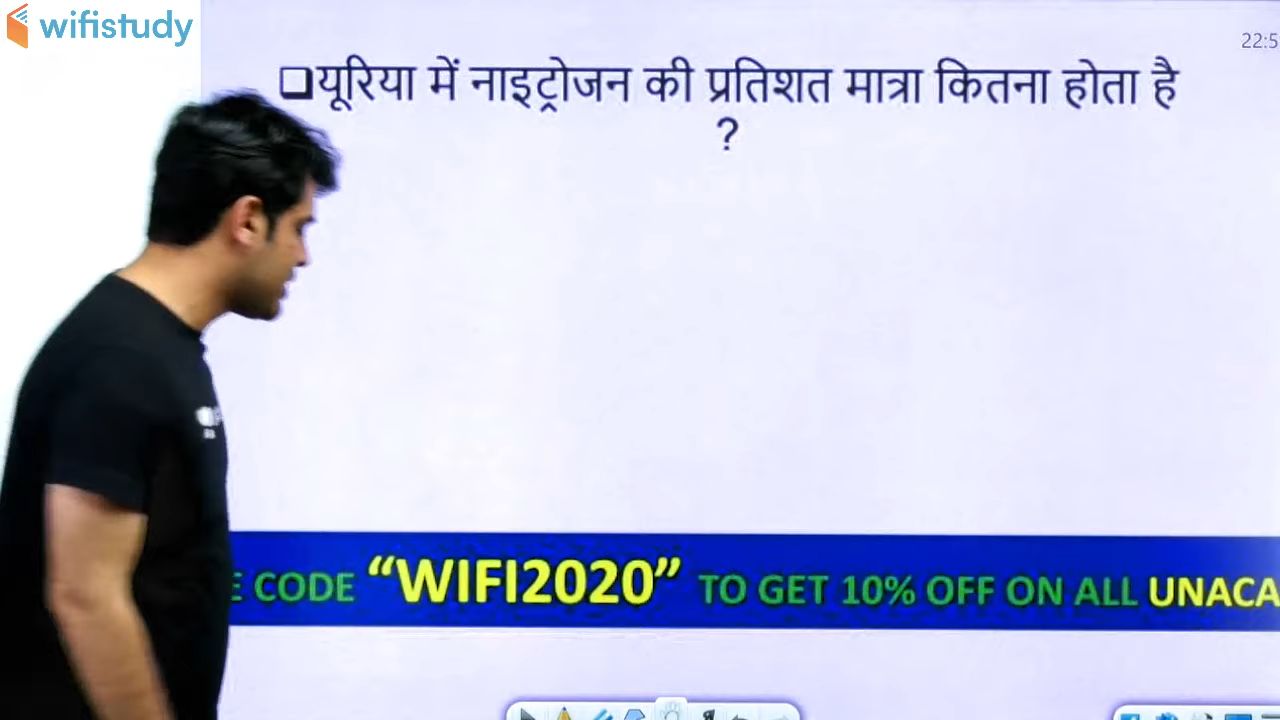 wifistudy
22:5
❑यूरिया में नाइट्रोजन की प्रतिशत मात्रा कितना होता है
?
E CODE “WIFI2020” TO GET 10% OFF ON ALL UNACA